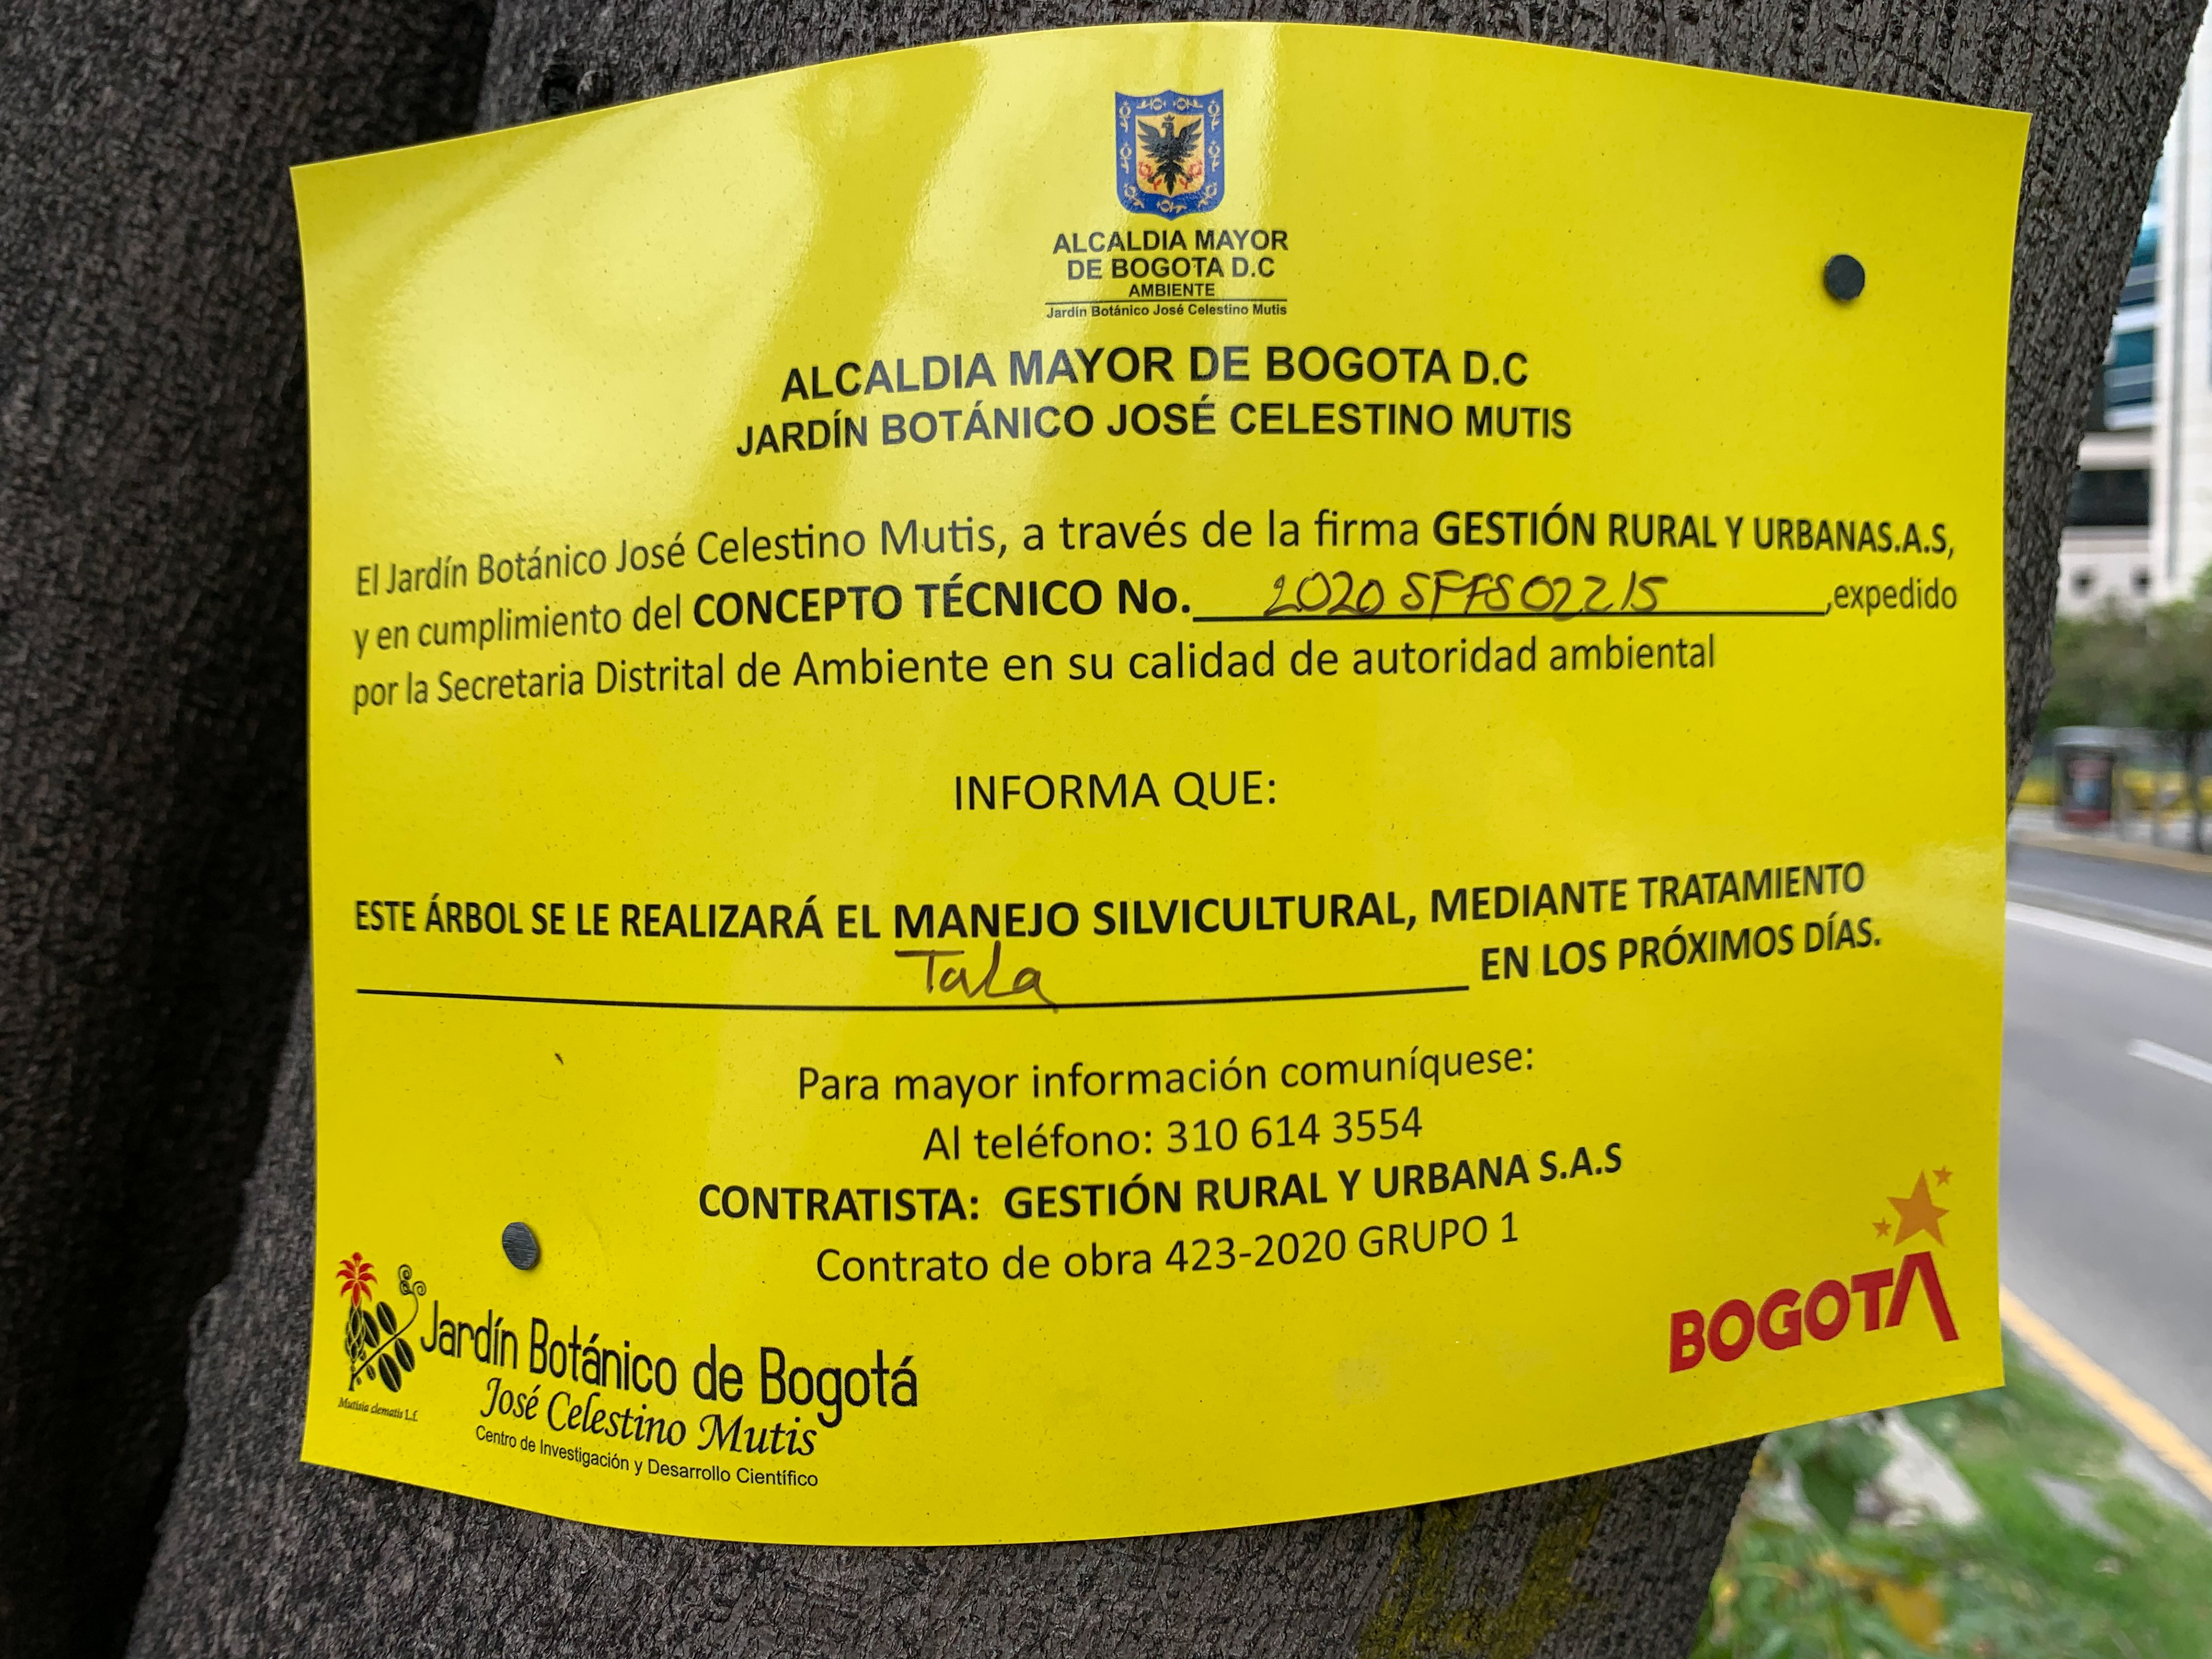 ALCALDIA MAYOR
DE BOGOTA D.C
AMBIENTE
Jardín Botánico José Celestino Mutis
ALCALDIA MAYOR DE BOGOTA D.C
JARDÍN BOTÁNICO JOSÉ CELESTINO MUTIS
El Jardín Botánico José Celestino Mutis, a través de la firma GESTIÓN RURAL Y URBANAS.A.S,
y en cumplimiento del CONCEPTO TÉCNICO No. 2020 SFFS02215 ,expedido
por la Secretaria Distrital de Ambiente en su calidad de autoridad ambiental
INFORMA QUE:
ESTE ÁRBOL SE LE REALIZARÁ EL MANEJO SILVICULTURAL, MEDIANTE TRATAMIENTO
Tala EN LOS PRÓXIMOS DÍAS.
Para mayor información comuníquese:
Al teléfono: 310 614 3554
CONTRATISTA: GESTIÓN RURAL Y URBANA S.A.S
Contrato de obra 423-2020 GRUPO 1
Mutisia clematis L.f.
Jardín Botánico de Bogotá
José Celestino Mutis
Centro de Investigación y Desarrollo Científico
BOGOTÁ